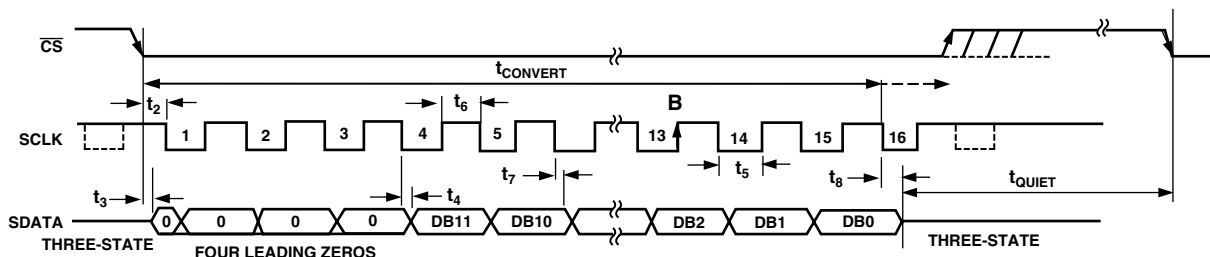 CS
tCONVERT
t2
t6
B
SCLK
1 2 3 4 5 13 14 15 16
t3
t4
t7
t5
t8
tQUIET
SDATA
0 0 0 0 DB11 DB10 DB2 DB1 DB0
THREE-STATE
FOUR LEADING ZEROS
THREE-STATE